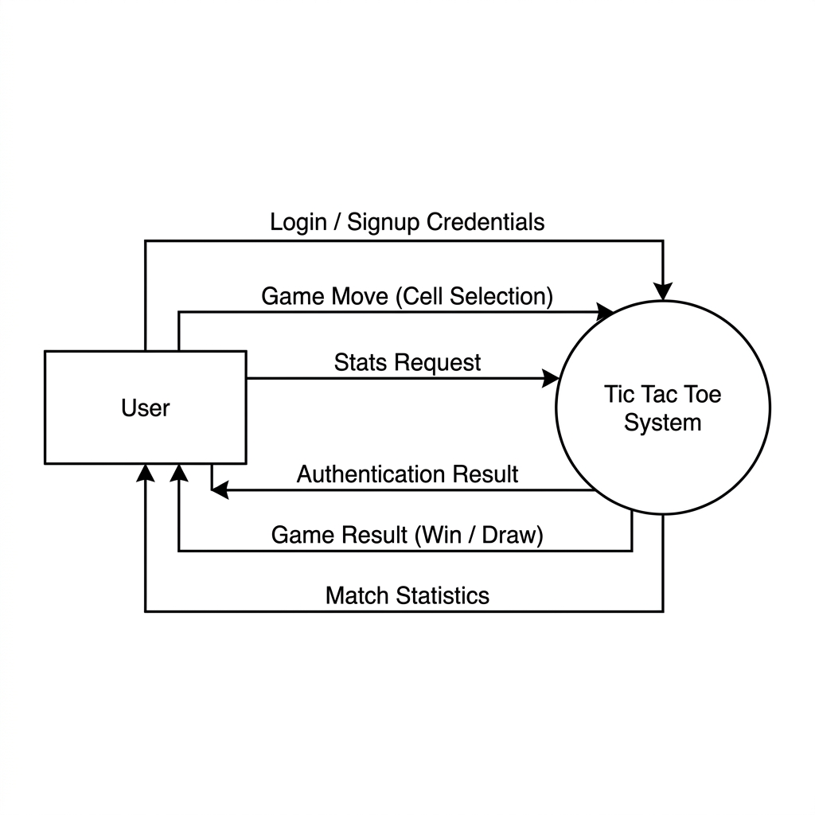 Login / Signup Credentials
Game Move (Cell Selection)
Stats Request
User
Tic Tac Toe
System
Authentication Result
Game Result (Win / Draw)
Match Statistics